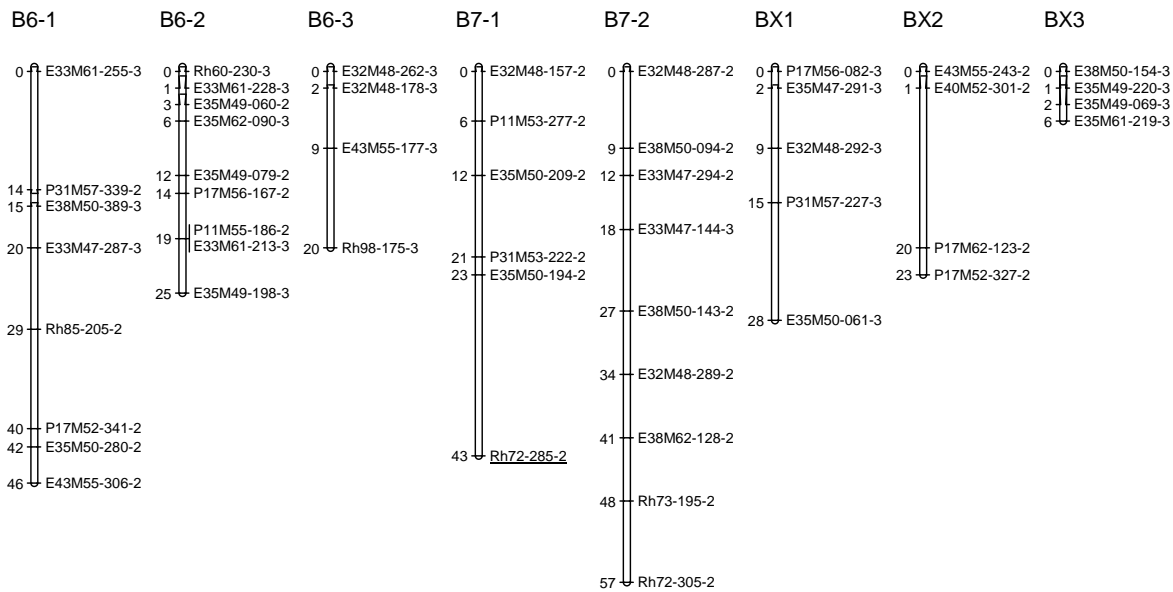 B6-1
0 E33M61-255-3
14 P31M57-339-2
15 E38M50-389-3
20 E33M47-287-3
29 Rh85-205-2
40 P17M52-341-2
42 E35M50-280-2
46 E43M55-306-2
B6-2
0 Rh60-230-3
1 E33M61-228-3
3 E35M49-060-2
6 E35M62-090-3
12 E35M49-079-2
14 P17M56-167-2
P11M55-186-2
19 E33M61-213-3
25 E35M49-198-3
B6-3
0 E32M48-262-3
2 E32M48-178-3
9 E43M55-177-3
20 Rh98-175-3
B7-1
0 E32M48-157-2
6 P11M53-277-2
12 E35M50-209-2
21 P31M53-222-2
23 E35M50-194-2
43 Rh72-285-2
B7-2
0 E32M48-287-2
9 E38M50-094-2
12 E33M47-294-2
18 E33M47-144-3
27 E38M50-143-2
34 E32M48-289-2
41 E38M62-128-2
48 Rh73-195-2
57 Rh72-305-2
BX1
0 P17M56-082-3
2 E35M47-291-3
9 E32M48-292-3
15 P31M57-227-3
28 E35M50-061-3
BX2
0 E43M55-243-2
1 E40M52-301-2
20 P17M62-123-2
23 P17M52-327-2
BX3
0 E38M50-154-3
1 E35M49-220-3
2 E35M49-069-3
6 E35M61-219-3